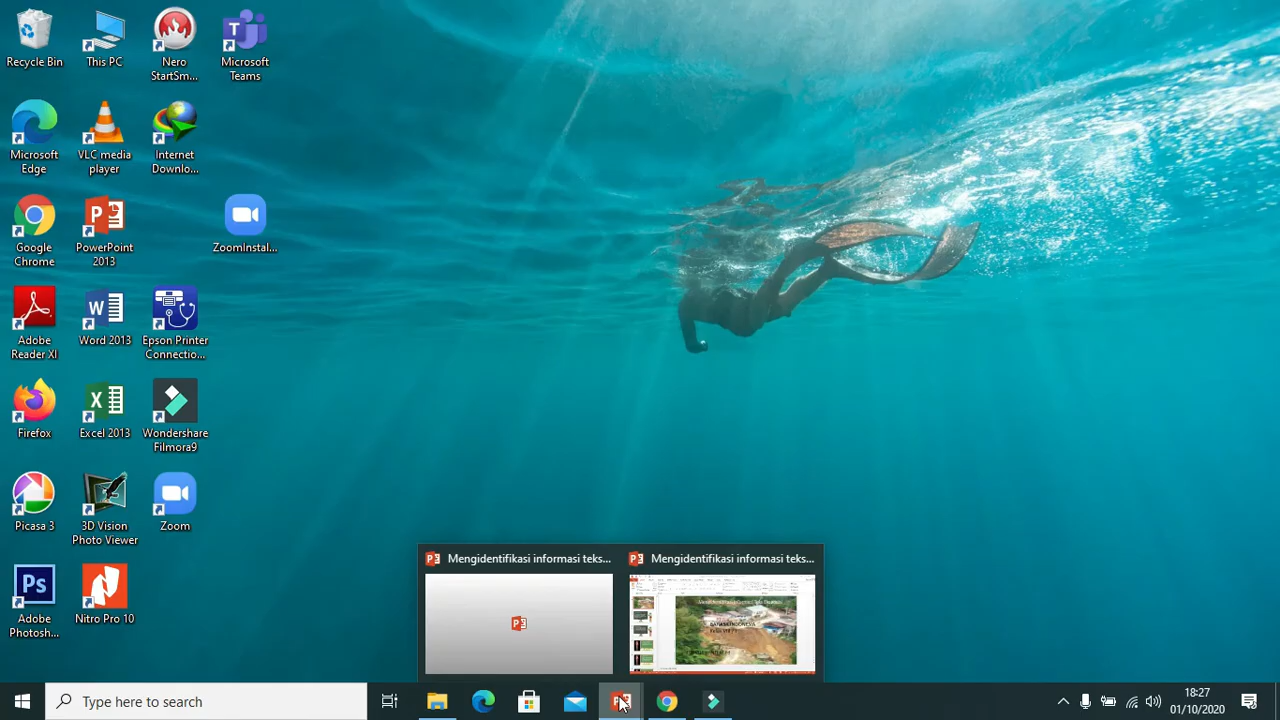 Recycle Bin
This PC
Nero
StartSm...
Microsoft
Teams
Microsoft
Edge
VLC media
player
Internet
Downlo...
Google
Chrome
PowerPoint
2013
ZoomInstal...
Adobe
Reader XI
Word 2013
Epson Printer
Connectio...
Firefox
Excel 2013
Wondershare
Filmora9
Picasa 3
3D Vision
Photo Viewer
Zoom
Adobe
Photosh...
Nitro Pro 10
Mengidentifikasi informasi teks...
Mengidentifikasi informasi teks...
BAHASA INDONESIA
Type here to search
18:27
01/10/2020